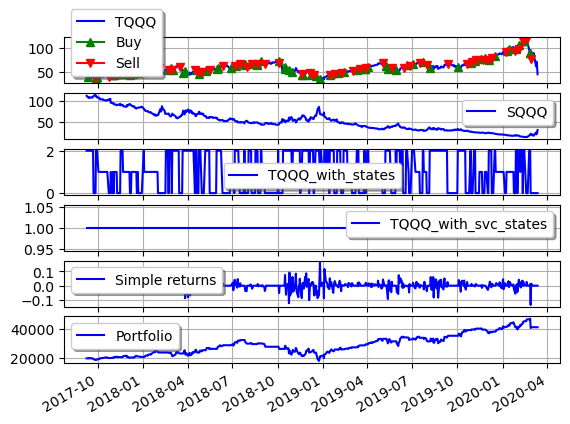 TQQQ
Buy
Sell
100
50
100
50
SQQQ
2
0
TQQQ_with_states
1.05
1.00
0.95
TQQQ_with_svc_states
0.1
0.0
−0.1
Simple returns
40000
20000
Portfolio
2017-10 2018-01 2018-04 2018-07 2018-10 2019-01 2019-04 2019-07 2019-10 2020-01 2020-04